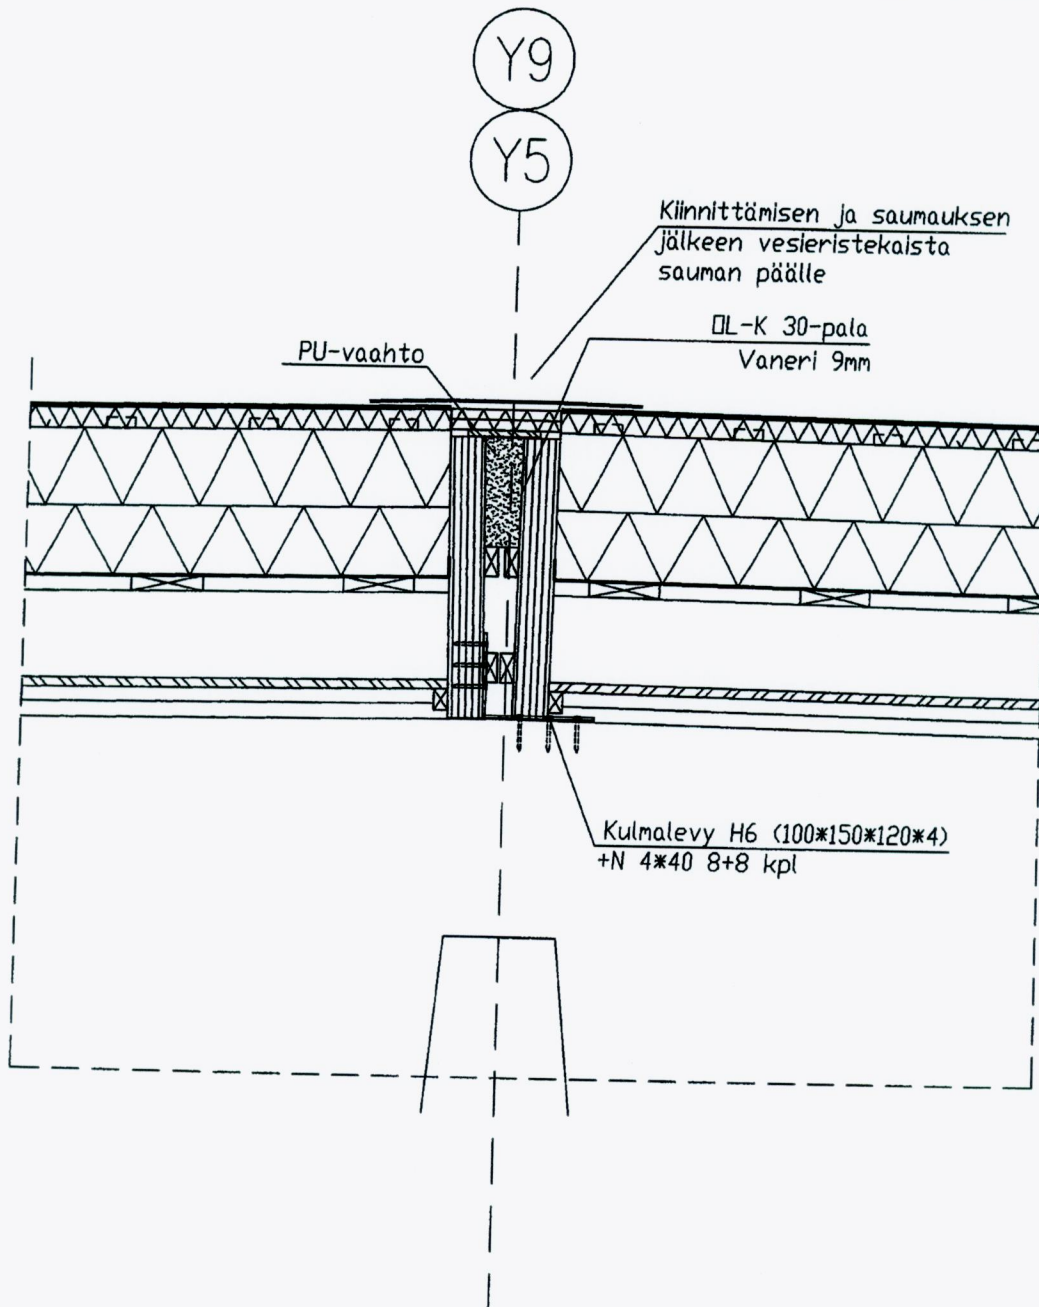 Y9
Y5
Kiinnittämisen ja saumauksen
jälkeen vesieristekaista
sauman päälle
OL-K 30-pala
Vaneri 9mm
PU-vaahto
Kulmalevy H6 (100*150*120*4)
+N 4*40 8+8 kpl